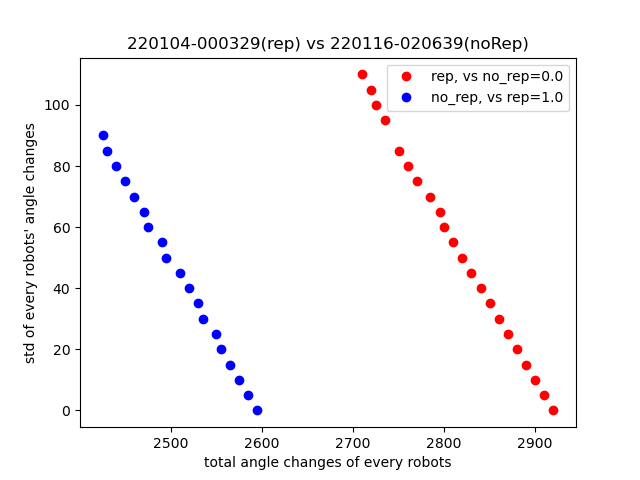 220104-000329(rep) vs 220116-020639(noRep)
rep, vs no_rep=0.0
no_rep, vs rep=1.0
100
80
60
40
20
0
std of every robots' angle changes
2500 2600 2700 2800 2900
total angle changes of every robots